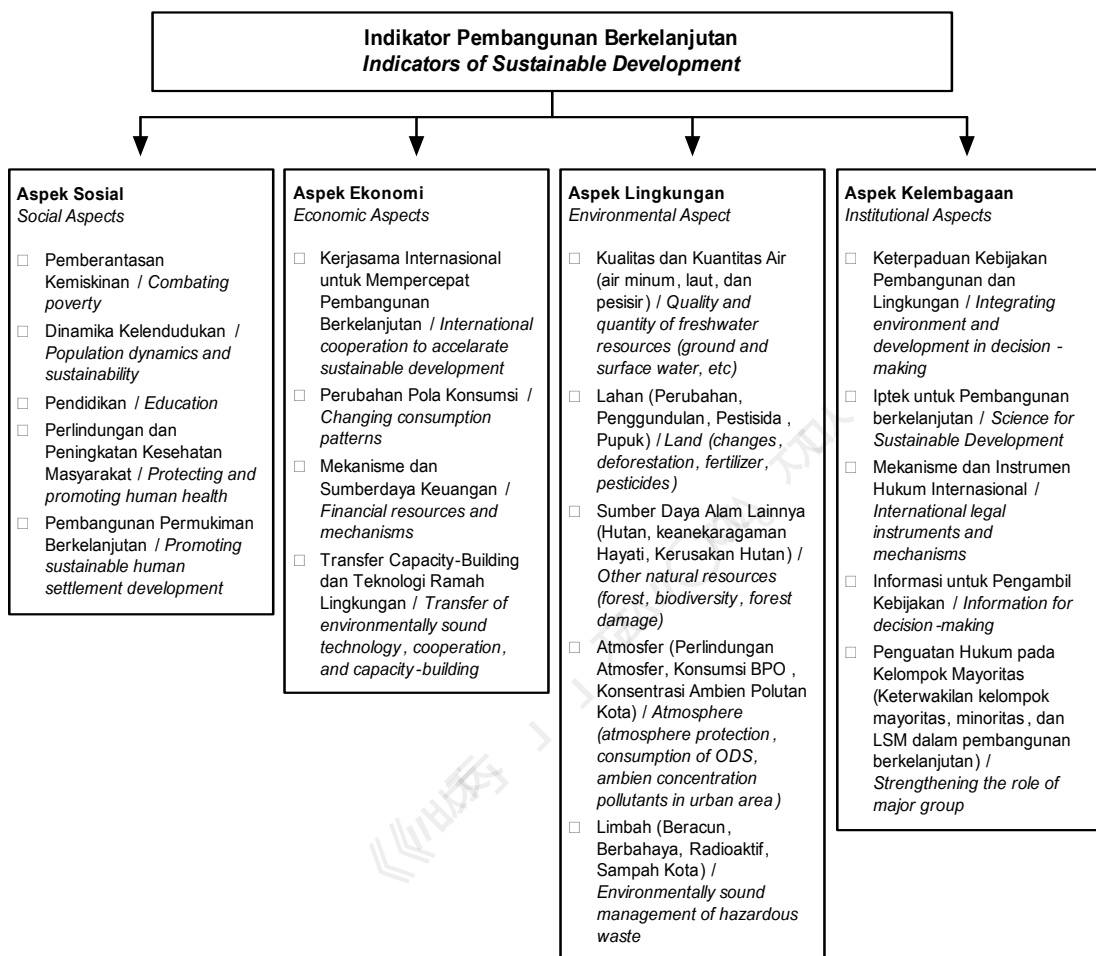 Indikator Pembangunan Berkelanjutan
Indicators of Sustainable Development
Aspek Sosial
Social Aspects
Pemberantasan
Kemiskinan / Combating
poverty
Dinamika Kelendudukan /
Population dynamics and
sustainability
Pendidikan / Education
Perlindungan dan
Peningkatan Kesehatan
Masyarakat / Protecting and
promoting human health
Pembangunan Permukiman
Berkelanjutan / Promoting
sustainable human
settlement development
Aspek Ekonomi
Economic Aspects
Kerjasama Internasional
untuk Mempercepat
Pembangunan
Berkelanjutan / International
cooperation to accelarate
sustainable development
Perubahan Pola Konsumsi /
Changing consumption
patterns
Mekanisme dan
Sumberdaya Keuangan /
Financial resources and
mechanisms
Transfer Capacity-Building
dan Teknologi Ramah
Lingkungan / Transfer of
environmentally sound
technology, cooperation,
and capacity-building
Aspek Lingkungan
Environmental Aspect
Kualitas dan Kuantitas Air
(air minum, laut, dan
pesisir) / Quality and
quantity of freshwater
resources (ground and
surface water, etc)
Lahan (Perubahan,
Penggundulan, Pestisida ,
Pupuk) / Land (changes,
deforestation, fertilizer,
pesticides)
Sumber Daya Alam Lainnya
(Hutan, keanekaragaman
Hayati, Kerusakan Hutan) /
Other natural resources
(forest, biodiversity, forest
damage)
Atmosfer (Perlindungan
Atmosfer, Konsumsi BPO ,
Konsentrasi Ambien Polutan
Kota) / Atmosphere
(atmosphere protection ,
consumption of ODS,
ambien concentration
pollutants in urban area )
Limbah (Beracun,
Berbahaya, Radioaktif,
Sampah Kota) /
Environmentally sound
management of hazardous
waste
Aspek Kelembagaan
Institutional Aspects
Keterpaduan Kebijakan
Pembangunan dan
Lingkungan / Integrating
environment and
development in decision -
making
Iptek untuk Pembangunan
berkelanjutan / Science for
Sustainable Development
Mekanisme dan Instrumen
Hukum Internasional /
International legal
instruments and
mechanisms
Informasi untuk Pengambil
Kebijakan / Information for
decision -making
Penguatan Hukum pada
Kelompok Mayoritas
(Keterwakilan kelompok
mayoritas, minoritas , dan
LSM dalam pembangunan
berkelanjutan) /
Strengthening the role of
major group